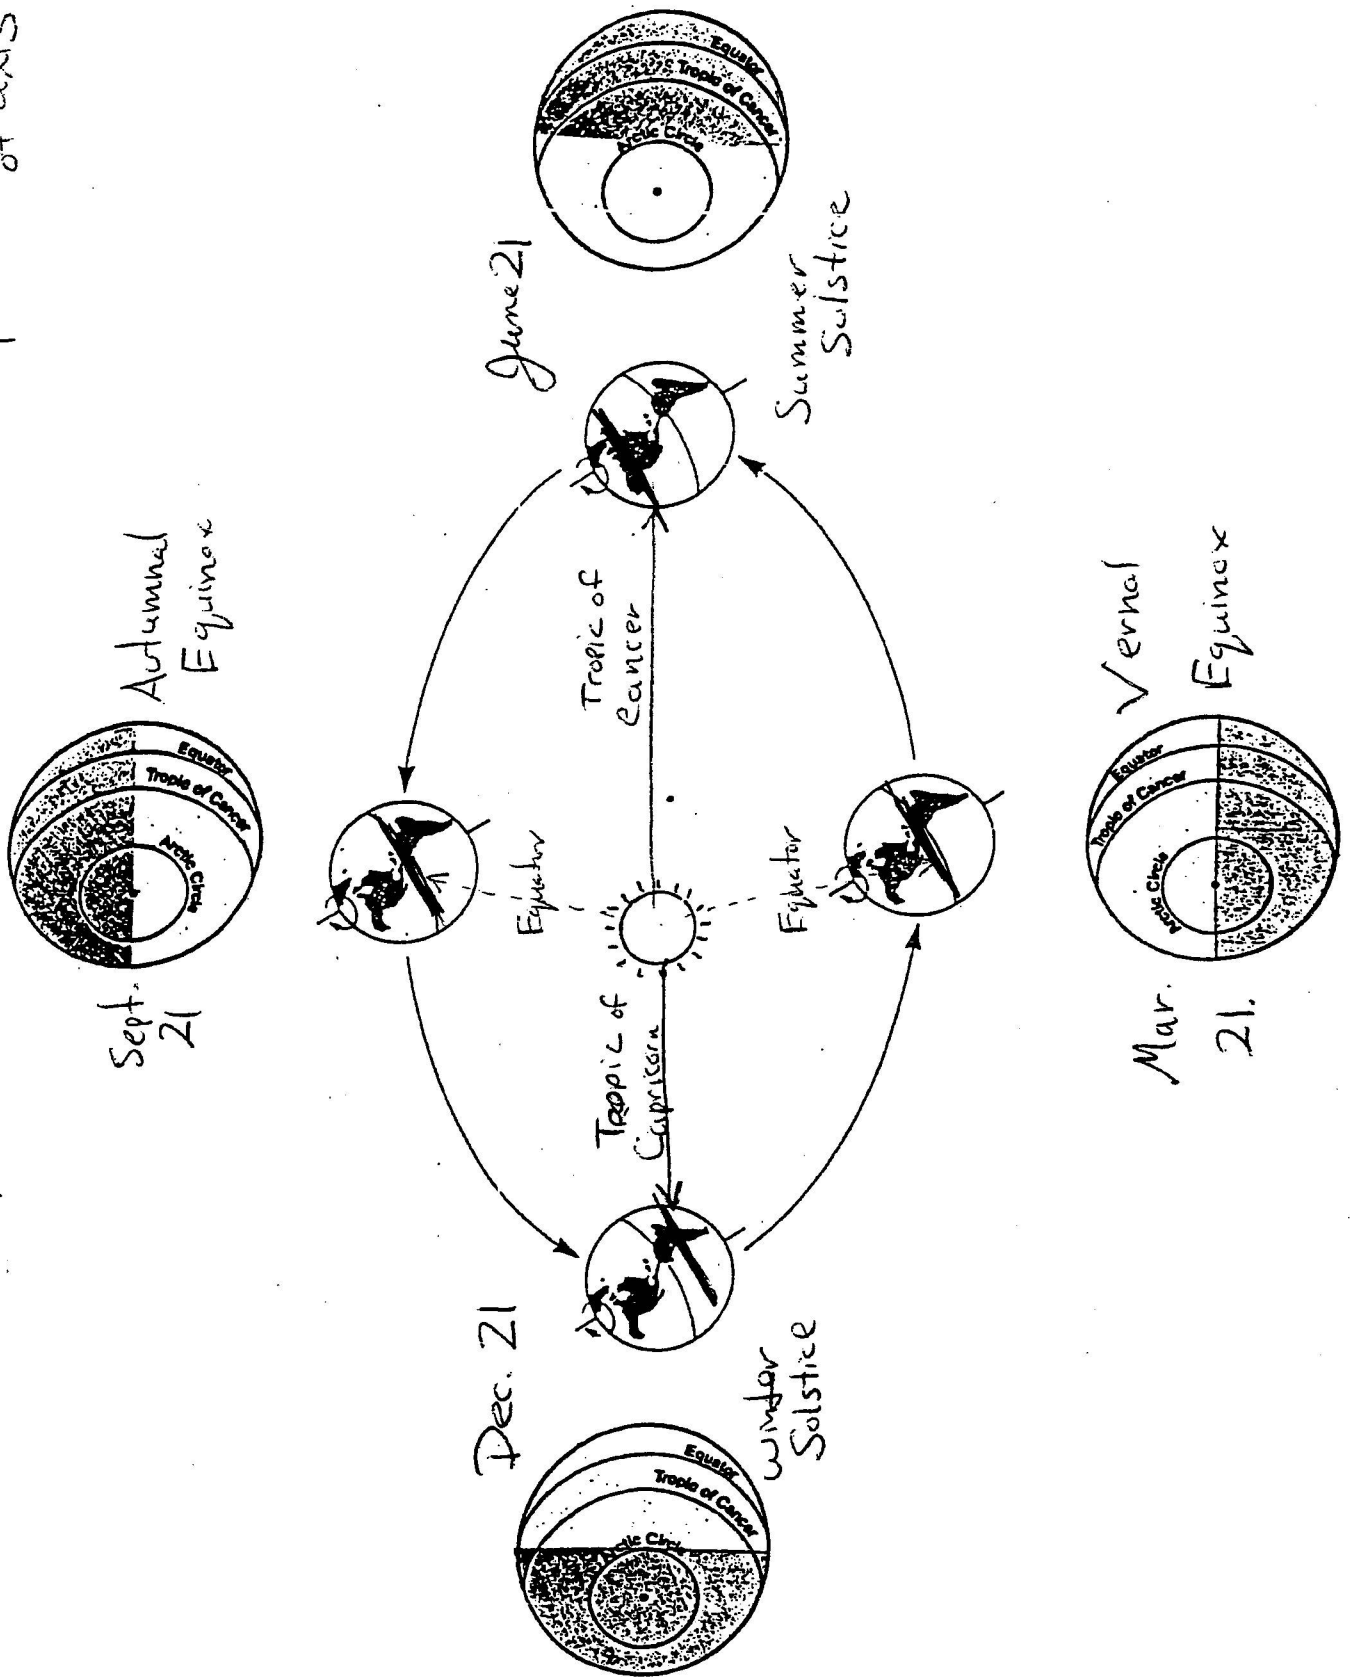 of axis
Sept.
21
Equator
Tropic of Cancer
Arctic Circle
Autumnal
Equinox
Dec. 21
June 21
Equator
Tropic of
Capricorn
Tropic of
Cancer
Equator
Tropic of Cancer
Arctic Circle
Winter
Solstice
Equator
Tropic of Cancer
Arctic Circle
Summer
Solstice
Equator
Mar.
21.
Equator
Tropic of Cancer
Arctic Circle
Vernal
Equinox